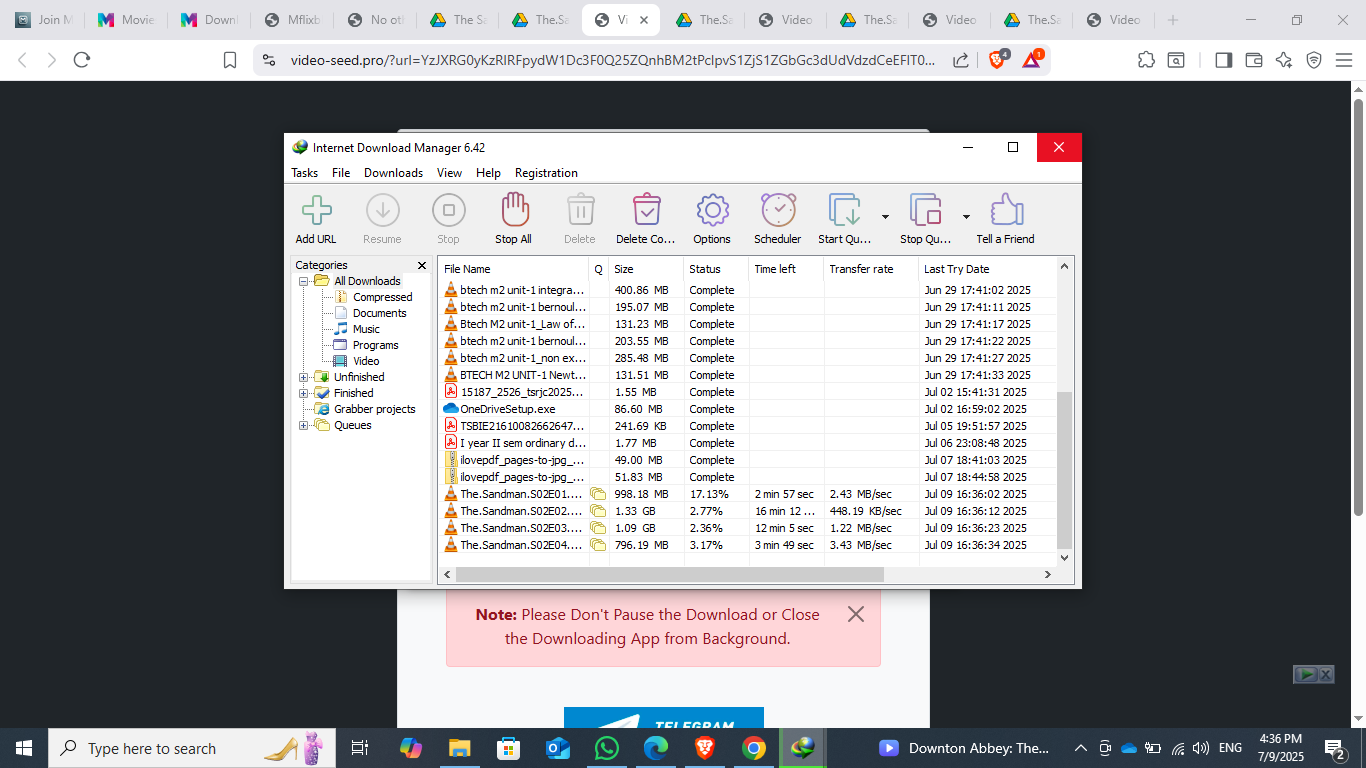 Join M
Movie
Downl
Mflixb
No oth
The Sa
The.Sa
Vi
The.Sa
Video
The.Sa
Video
The.Sa
Video
video-seed.pro/?url=
4
1
Internet Download Manager 6.42
Tasks File Downloads View Help Registration
Add URL Resume Stop Stop All Delete Delete Co... Options Scheduler Start Qu... Stop Qu... Tell a Friend
Categories
All Downloads
Compressed
Documents
Music
Programs
Video
Unfinished
Finished
Grabber projects
Queues
File Name Q Size Status Time left Transfer rate Last Try Date
btech m2 unit-1 integra... 400.86 MB Complete Jun 29 17:41:02 2025
btech m2 unit-1 bernoul... 195.07 MB Complete Jun 29 17:41:11 2025
Btech M2 unit-1_Law of... 131.23 MB Complete Jun 29 17:41:17 2025
btech m2 unit-1 bernoul... 203.55 MB Complete Jun 29 17:41:22 2025
btech m2 unit-1_non ex... 285.48 MB Complete Jun 29 17:41:27 2025
BTECH M2 UNIT-1 Newt... 131.51 MB Complete Jun 29 17:41:33 2025
15187_2526_tsrjc2025... 1.55 MB Complete Jul 02 15:41:31 2025
OneDriveSetup.exe 86.60 MB Complete Jul 02 16:59:02 2025
TSBIE21610082662647... 241.69 KB Complete Jul 05 19:51:57 2025
I year II sem ordinary d... 1.77 MB Complete Jul 06 23:08:48 2025
ilovepdf_pages-to-jpg_... 49.00 MB Complete Jul 07 18:41:03 2025
ilovepdf_pages-to-jpg_... 51.83 MB Complete Jul 07 18:44:58 2025
The.Sandman.S02E01.... 998.18 MB 17.13% 2 min 57 sec 2.43 MB/sec Jul 09 16:36:02 2025
The.Sandman.S02E02.... 1.33 GB 2.77% 16 min 12 ... 448.19 KB/sec Jul 09 16:36:12 2025
The.Sandman.S02E03.... 1.09 GB 2.36% 12 min 5 sec 1.22 MB/sec Jul 09 16:36:23 2025
The.Sandman.S02E04.... 796.19 MB 3.17% 3 min 49 sec 3.43 MB/sec Jul 09 16:36:34 2025
Note: Please Don't Pause the Download or Close
the Downloading App from Background.
TELEGRAM
Type here to search
Downton Abbey: The...
ENG
4:36 PM
7/9/2025
2